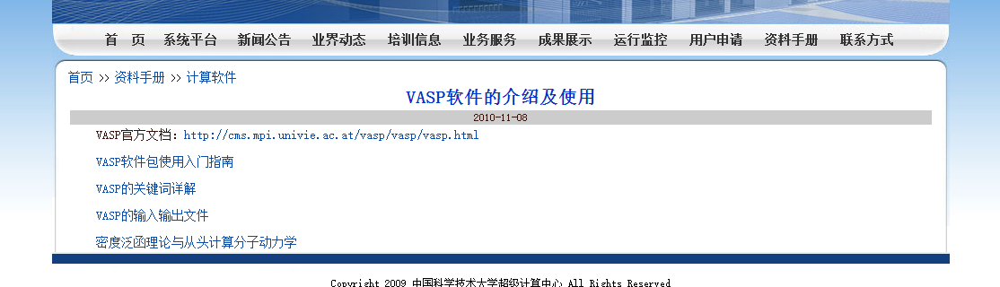 首 页 系统平台 新闻公告 业界动态 培训信息 业务服务 成果展示 运行监控 用户申请 资料手册 联系方式
首页 >> 资料手册 >> 计算软件
VASP软件的介绍及使用
2010-11-08
VASP官方文档：http://cms.mpi.univie.ac.at/vasp/vasp/vasp.html
VASP软件包使用入门指南
VASP的关键词详解
VASP的输入输出文件
密度泛函理论与从头计算分子动力学
Copyright 2009 中国科学技术大学超级计算中心 All Rights Reserved